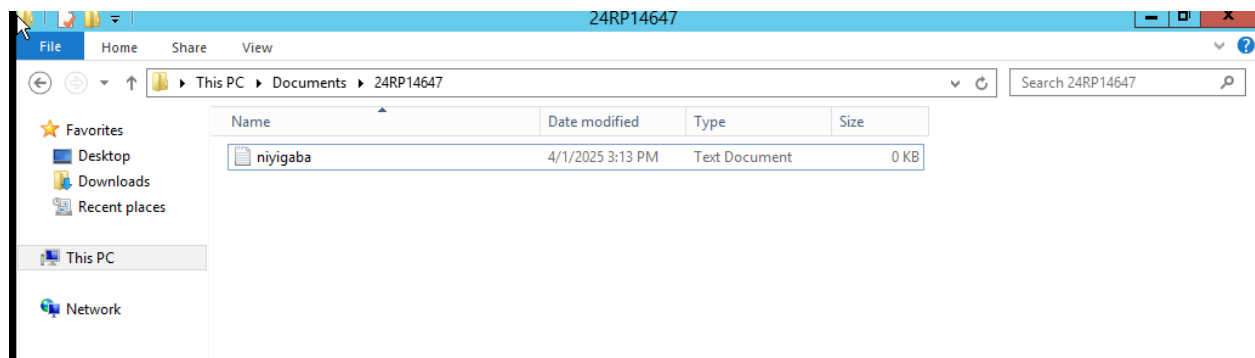 24RP14647
File Home Share View
This PC Documents 24RP14647
Search 24RP14647
Favorites
Desktop
Downloads
Recent places
This PC
Network
Name Date modified Type Size
niyigaba 4/1/2025 3:13 PM Text Document 0 KB